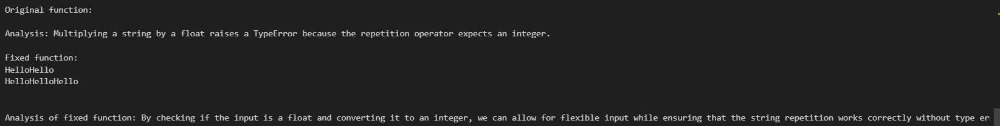 Original function:
Analysis: Multiplying a string by a float raises a TypeError because the repetition operator expects an integer.
Fixed function:
HelloHello
HelloHelloHello
Analysis of fixed function: By checking if the input is a float and converting it to an integer, we can allow for flexible input while ensuring that the string repetition works correctly without type er